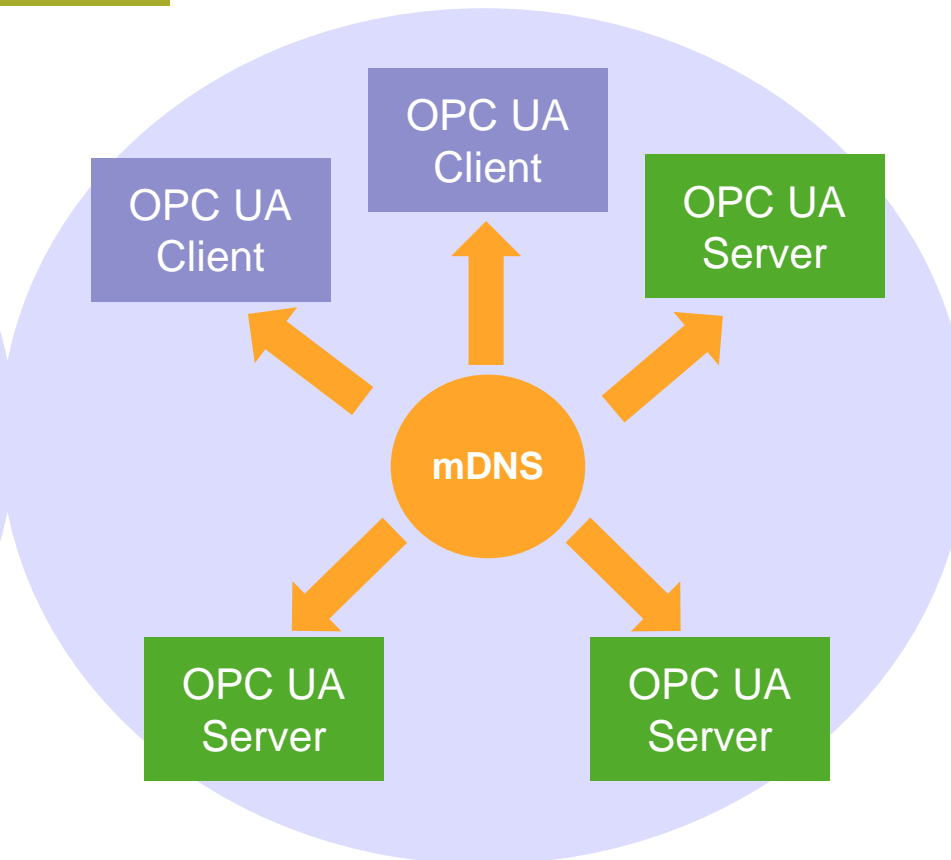 OPC UA
Client
OPC UA
Client
OPC UA
Server
mDNS
OPC UA
Server
OPC UA
Server